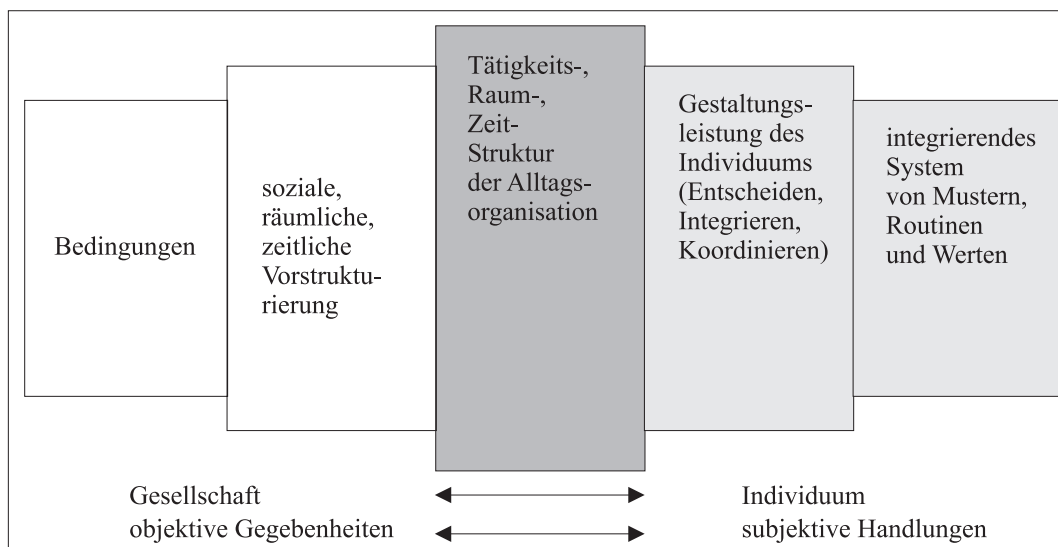 Bedingungen
soziale,
räumliche,
zeitliche
Vorstruktu-
rierung
Tätigkeits-,
Raum-,
Zeit-
Struktur
der Alltags-
organisation
Gestaltungs-
leistung des
Individuums
(Entscheiden,
Integrieren,
Koordinieren)
integrierendes
System
von Mustern,
Routinen
und Werten
Gesellschaft
objektive Gegebenheiten
Individuum
subjektive Handlungen